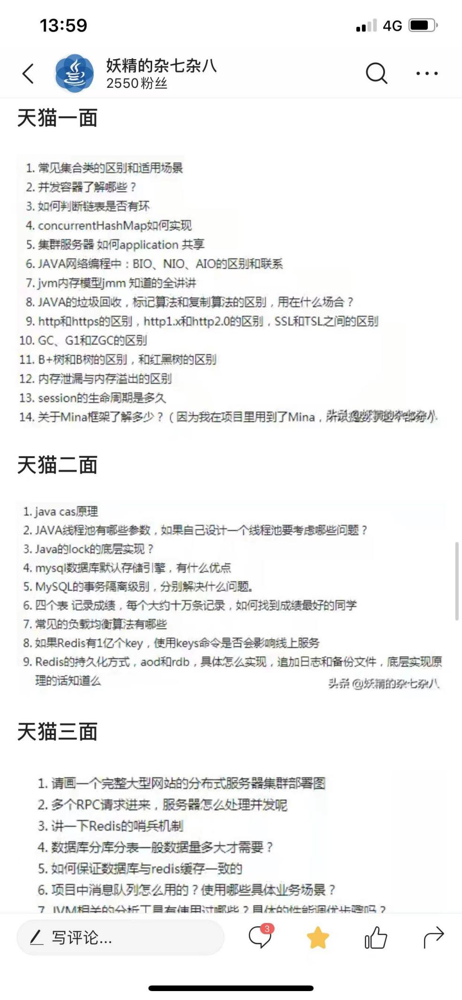 13:59
4G
妖精的杂七杂八
2550粉丝
天猫一面
1. 常见集合类的区别和适用场景
2. 并发容器了解哪些？
3. 如何判断链表是否有环
4. concurrentHashMap如何实现
5. 集群服务器 如何application 共享
6. JAVA网络编程中：BIO、NIO、AIO的区别和联系
7. jvm内存模型jmm 知道的全讲讲
8. JAVA的垃圾回收，标记算法和复制算法的区别，用在什么场合？
9. http和https的区别，http1.x和http2.0的区别，SSL和TSL之间的区别
10. GC、G1和ZGC的区别
11. B+树和B树的区别，和红黑树的区别
12. 内存泄漏与内存溢出的区别
13. session的生命周期是多久
14. 关于Mina框架了解多少？（因为我在项目里用到了Mina，
天猫二面
1. java cas原理
2. JAVA线程池有哪些参数，如果自己设计一个线程池要考虑哪些问题？
3. Java的lock的底层实现？
4. mysql数据库默认存储引擎，有什么优点
5. MySQL的事务隔离级别，分别解决什么问题。
6. 四个表 记录成绩，每个大约十万条记录，如何找到成绩最好的同学
7. 常见的负载均衡算法有哪些
8. 如果Redis有1亿个key，使用keys命令是否会影响线上服务
9. Redis的持久化方式，aod和rdb，具体怎么实现，追加日志和备份文件，底层实现原
理的话知道么
头条 @妖精的杂七杂八
天猫三面
1. 请画一个完整大型网站的分布式服务器集群部署图
2. 多个RPC请求进来，服务器怎么处理并发呢
3. 讲一下Redis的哨兵机制
4. 数据库分库分表一般数据量多大才需要？
5. 如何保证数据库与redis缓存一致的
6. 项目中消息队列怎么用的？使用哪些具体业务场景？
7. JVM相关的分析工具有使用过哪些？具体的性能调优步骤吗？
写评论...
3